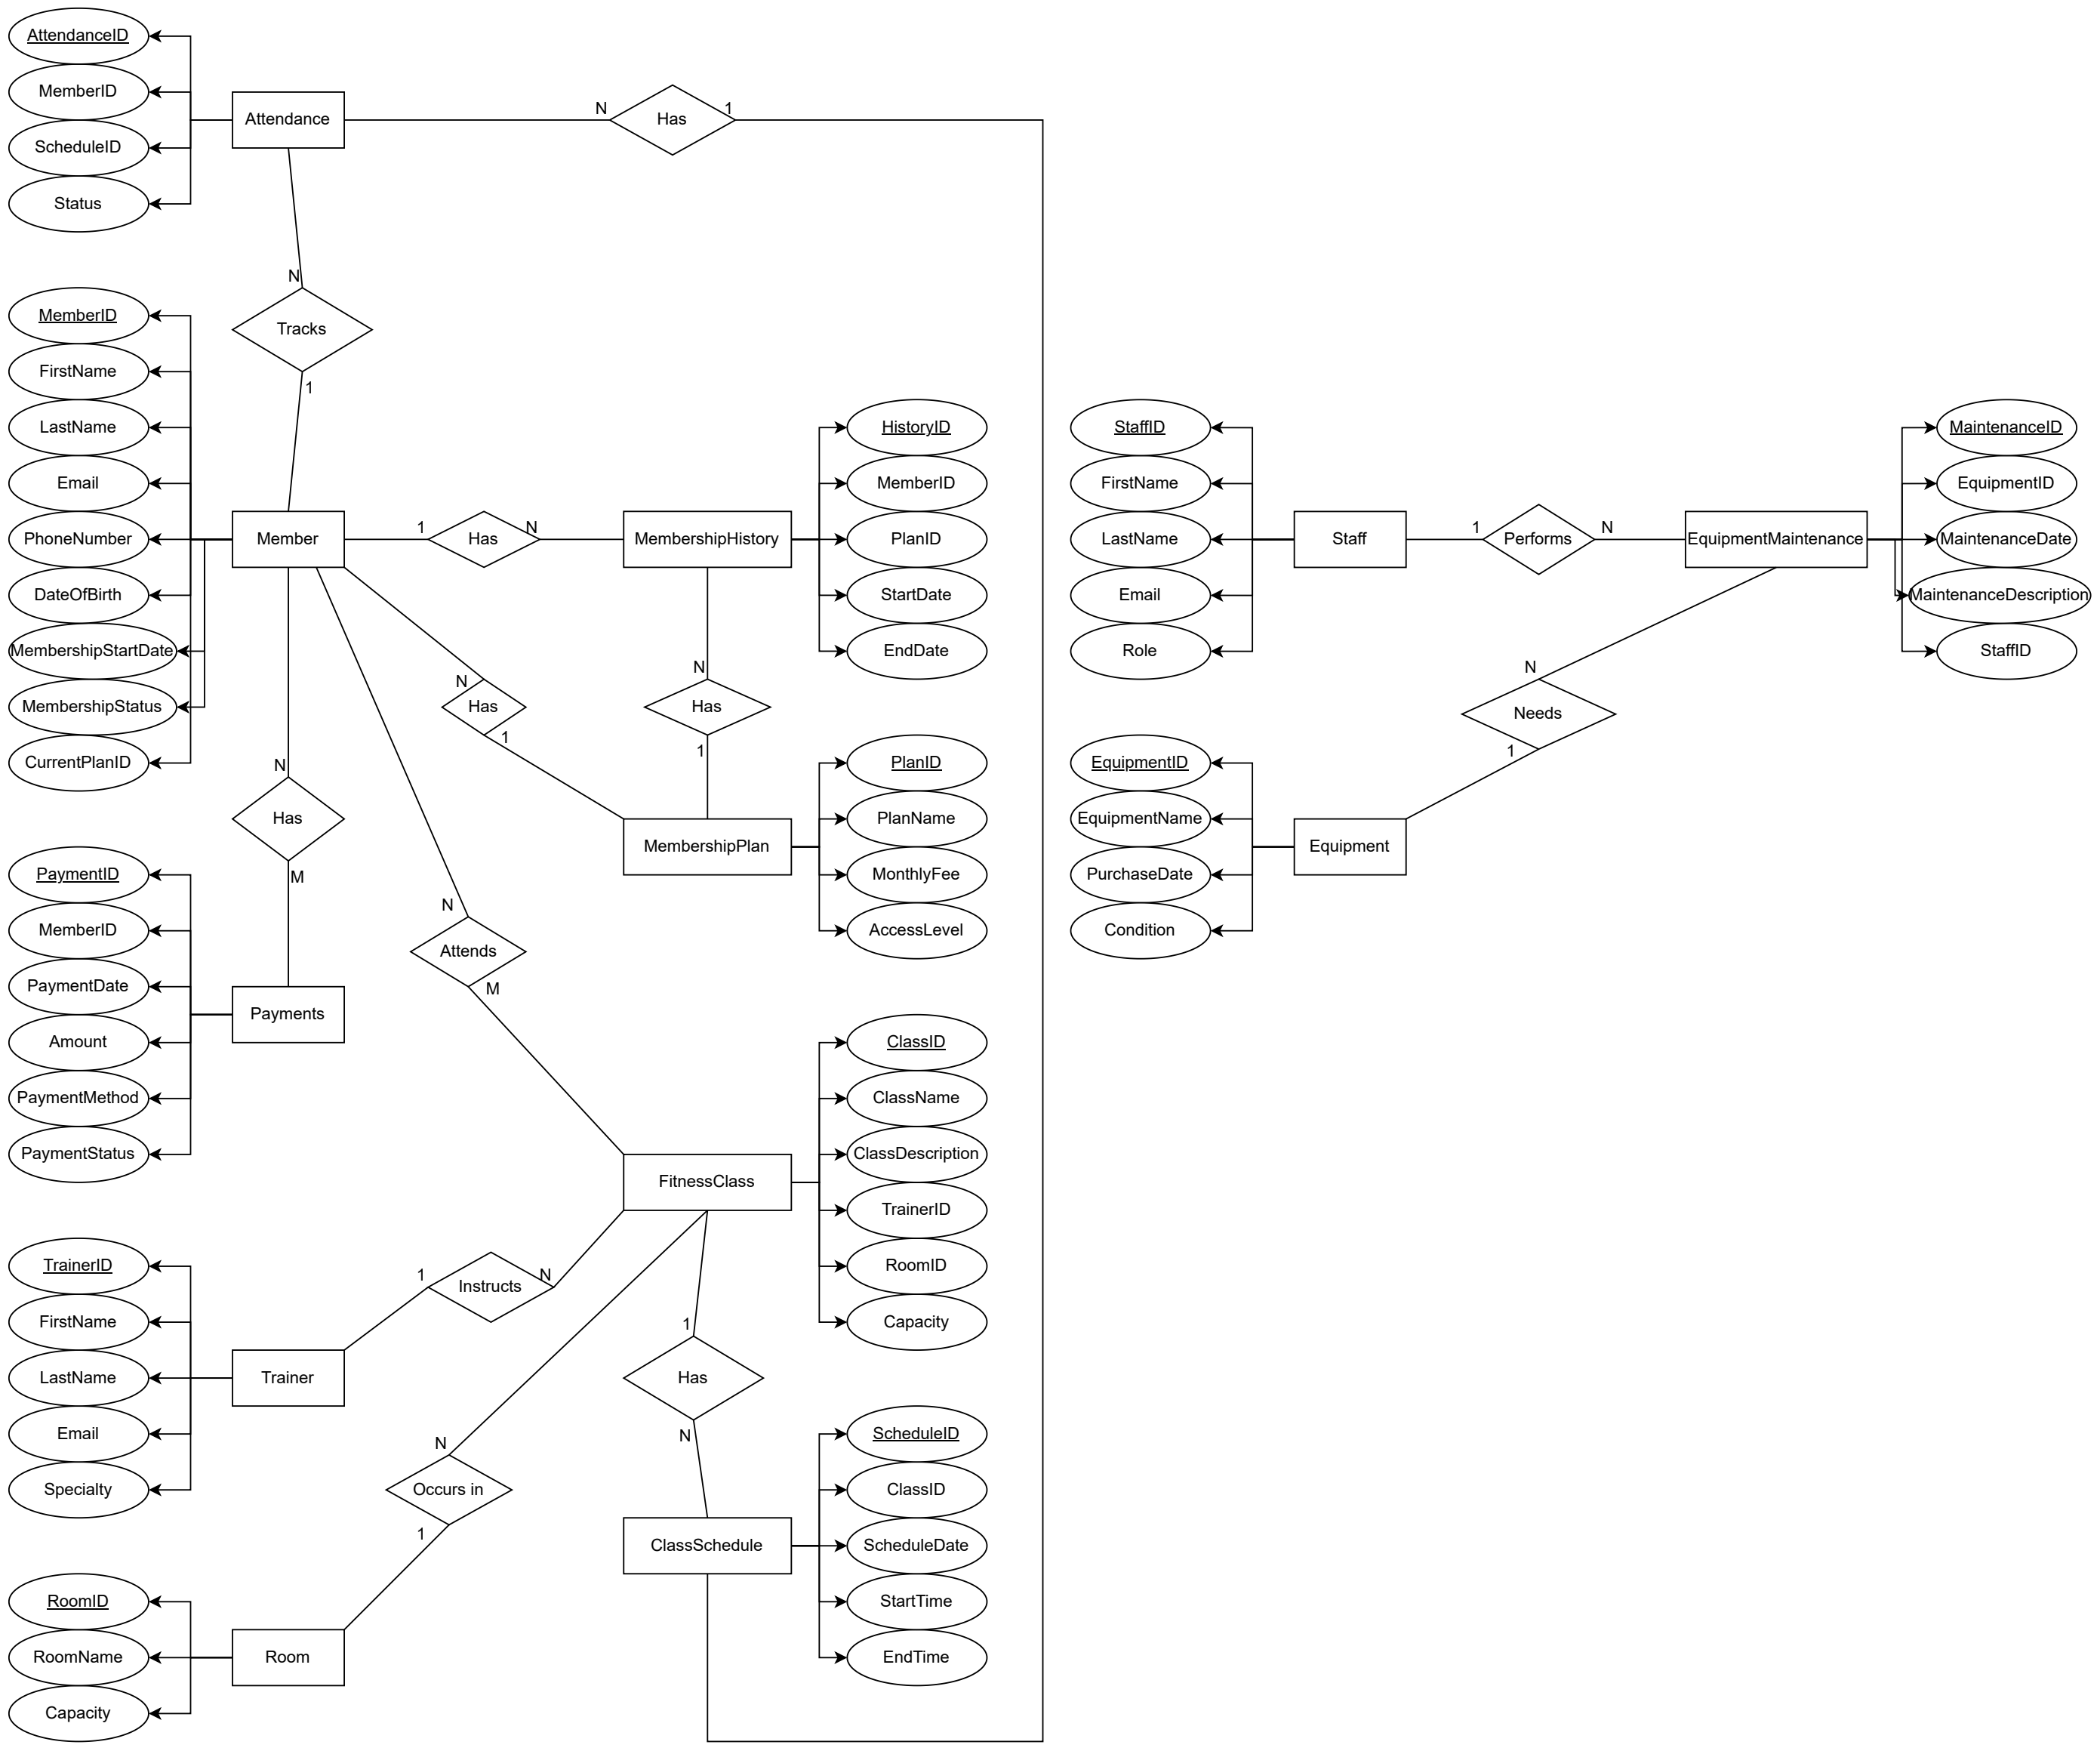 AttendanceID
MemberID
ScheduleID
Status
Attendance
N
Has
1
N
Tracks
1
MemberID
FirstName
LastName
Email
PhoneNumber
DateOfBirth
MembershipStartDate
MembershipStatus
CurrentPlanID
Member
1
Has
N
MembershipHistory
HistoryID
MemberID
PlanID
StartDate
EndDate
N
Has
1
N
Has
1
MembershipPlan
PlanID
PlanName
MonthlyFee
AccessLevel
N
Has
M
PaymentID
MemberID
PaymentDate
Amount
PaymentMethod
PaymentStatus
Payments
N
Attends
M
FitnessClass
ClassID
ClassName
ClassDescription
TrainerID
RoomID
Capacity
TrainerID
FirstName
LastName
Email
Specialty
Trainer
1
Instructs
N
1
Has
N
N
Occurs in
1
ClassSchedule
ScheduleID
ClassID
ScheduleDate
StartTime
EndTime
RoomID
RoomName
Capacity
Room
StaffID
FirstName
LastName
Email
Role
Staff
1
Performs
N
EquipmentMaintenance
MaintenanceID
EquipmentID
MaintenanceDate
MaintenanceDescription
StaffID
N
Needs
1
EquipmentID
EquipmentName
PurchaseDate
Condition
Equipment